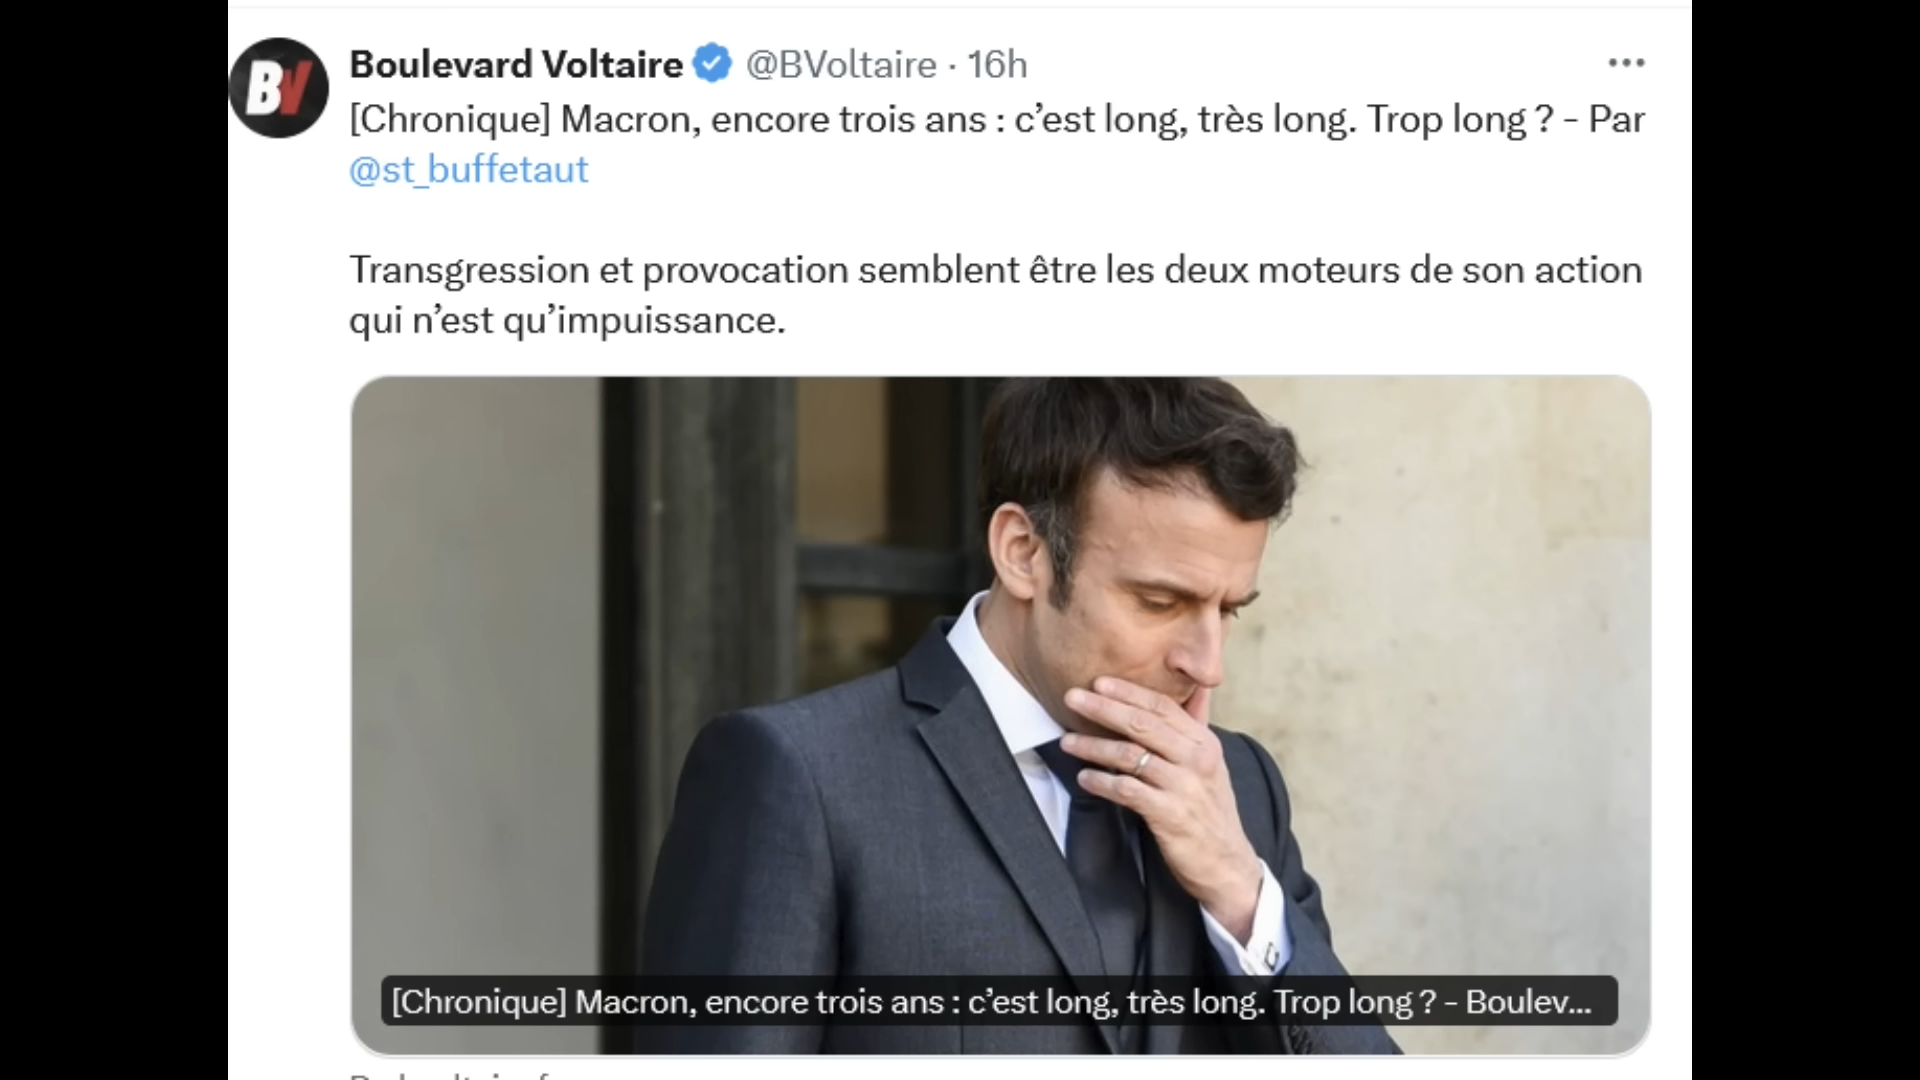 BV
Boulevard Voltaire @BVoltaire · 16h
[Chronique] Macron, encore trois ans : c’est long, très long. Trop long ? - Par
@st_buffetaut
Transgression et provocation semblent être les deux moteurs de son action
qui n’est qu’impuissance.
[Chronique] Macron, encore trois ans : c’est long, très long. Trop long ? - Boulev...